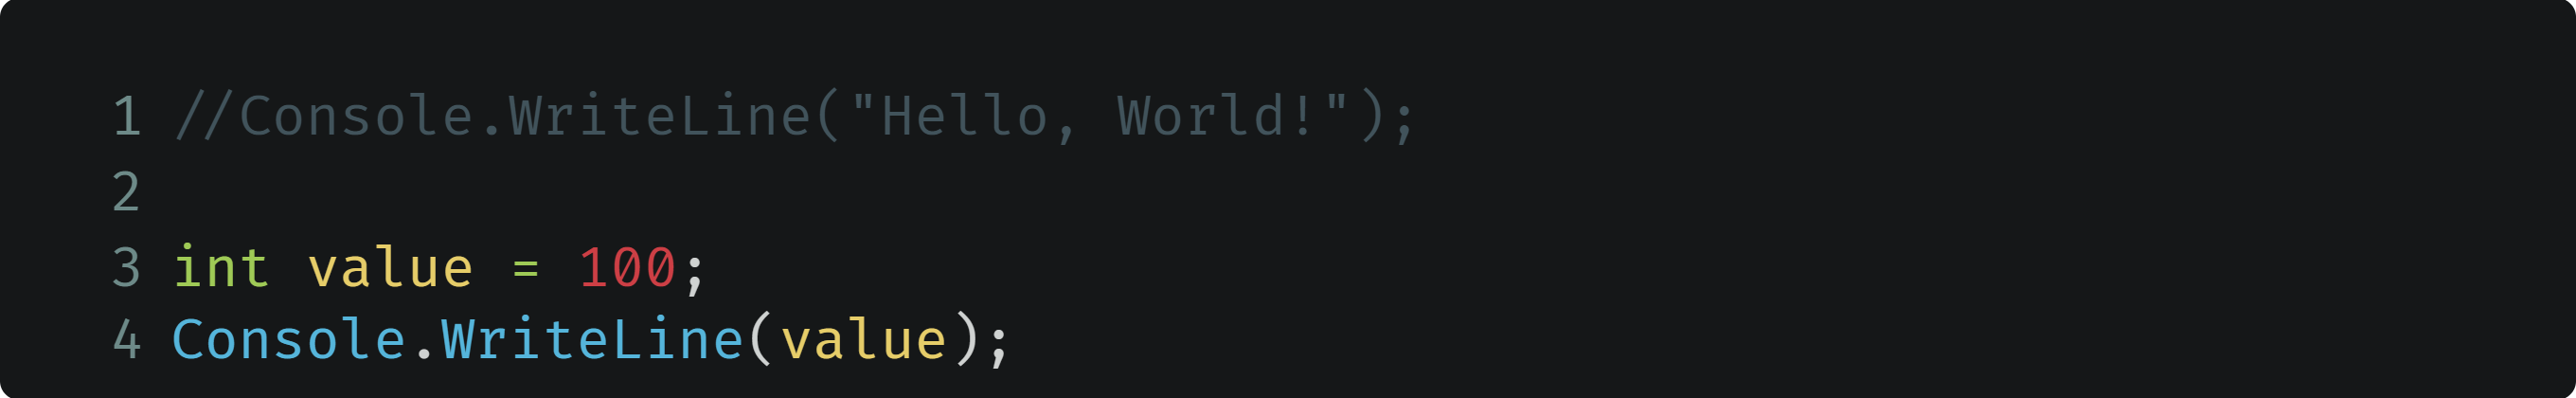 1 //Console.WriteLine("Hello, World!");
2
3 int value = 100;
4 Console.WriteLine(value);